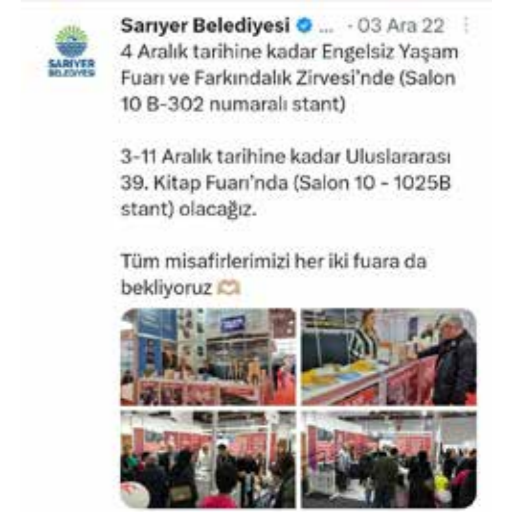 Sarıyer Belediyesi ... · 03 Ara 22
SARIYER
BELEDİYESİ
4 Aralık tarihine kadar Engelsiz Yaşam
Fuarı ve Farkındalık Zirvesi'nde (Salon
10 B-302 numaralı stant)
3-11 Aralık tarihine kadar Uluslararası
39. Kitap Fuarı'nda (Salon 10 - 1025B
stant) olacağız.
Tüm misafirlerimizi her iki fuara da
bekliyoruz 🫶🏼